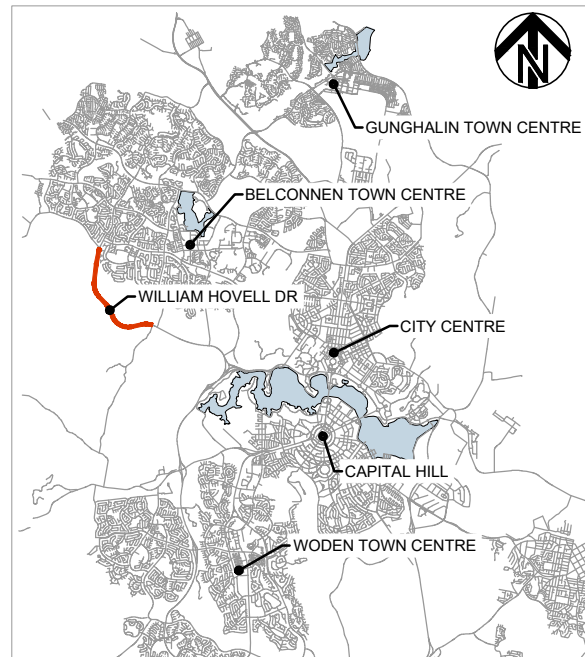 N
GUNGHALIN TOWN CENTRE
BELCONNEN TOWN CENTRE
WILLIAM HOVELL DR
CITY CENTRE
CAPITAL HILL
WODEN TOWN CENTRE